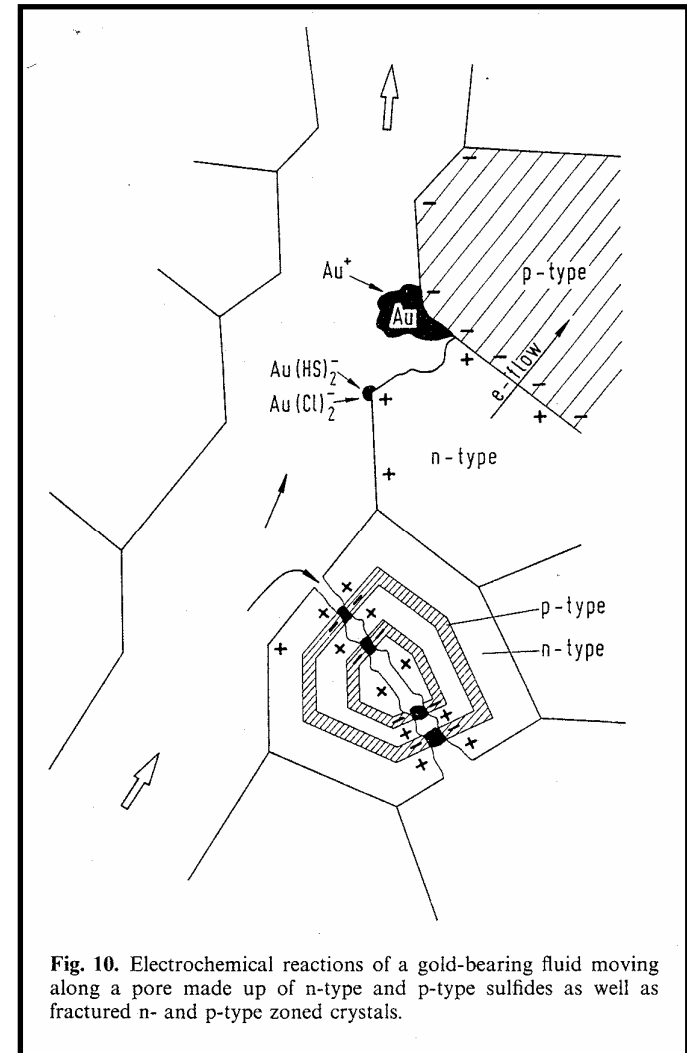 p-type
Au⁺
Au
e-flow
Au(HS)₂⁻
Au(Cl)₂⁻
n-type
p-type
n-type
Fig. 10. Electrochemical reactions of a gold-bearing fluid moving
along a pore made up of n-type and p-type sulfides as well as
fractured n- and p-type zoned crystals.